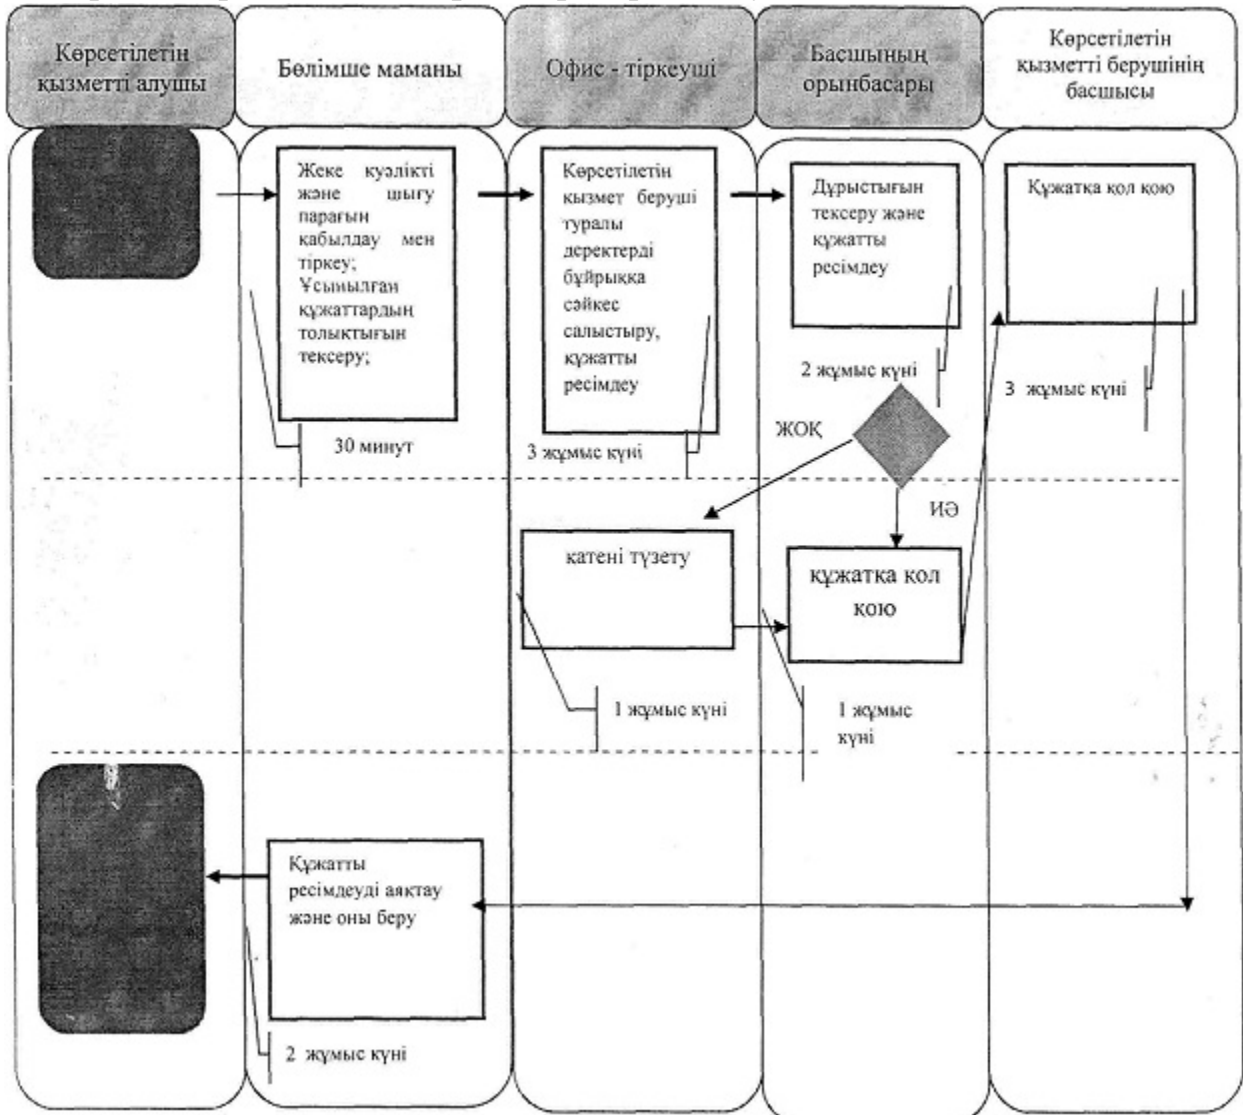 Көрсетілетін
қызметті алушы
Бөлімше маманы
Офис - тіркеуші
Басшының
орынбасары
Көрсетілетін
қызметті берушінің
басшысы
Жеке куәлікті
және шығу
парағын
қабылдау мен
тіркеу;
Ұсынылған
құжаттардың
толықтығын
тексеру;
30 минут
Көрсетілетін
қызмет беруші
туралы
деректерді
бұйрыққа
сәйкес
салыстыру,
құжатты
ресімдеу
3 жұмыс күні
Дұрыстығын
тексеру және
құжатты
ресімдеу
2 жұмыс күні
Құжатқа қол қою
3 жұмыс күні
ЖОҚ
ИӘ
қатені түзету
1 жұмыс күні
құжатқа қол
қою
1 жұмыс
күні
Құжатты
ресімдеуді аяқтау
және оны беру
2 жұмыс күні